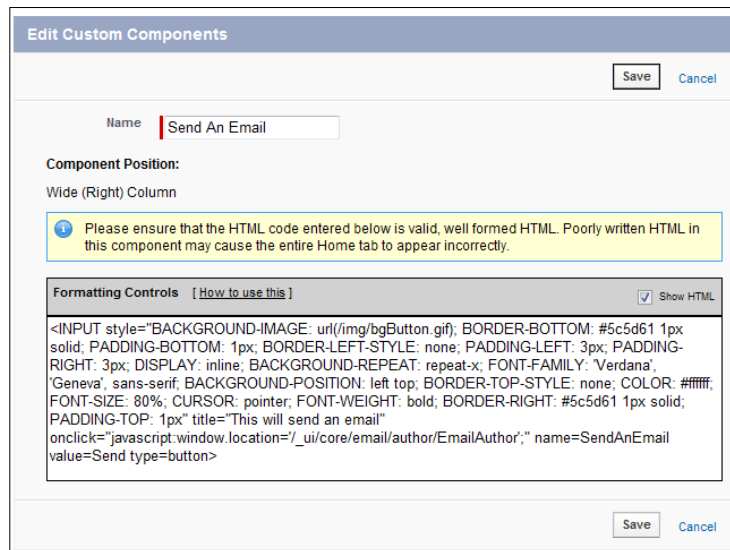 Edit Custom Components
Save Cancel
Name Send An Email
Component Position:
Wide (Right) Column
Please ensure that the HTML code entered below is valid, well formed HTML. Poorly written HTML in
this component may cause the entire Home tab to appear incorrectly.
Formatting Controls [ How to use this ] Show HTML
<INPUT style="BACKGROUND-IMAGE: url(/img/bgButton.gif); BORDER-BOTTOM: #5c5d61 1px
solid; PADDING-BOTTOM: 1px; BORDER-LEFT-STYLE: none; PADDING-LEFT: 3px; PADDING-
RIGHT: 3px; DISPLAY: inline; BACKGROUND-REPEAT: repeat-x; FONT-FAMILY: 'Verdana',
'Geneva', sans-serif; BACKGROUND-POSITION: left top; BORDER-TOP-STYLE: none; COLOR: #ffffff;
FONT-SIZE: 80%; CURSOR: pointer; FONT-WEIGHT: bold; BORDER-RIGHT: #5c5d61 1px solid;
PADDING-TOP: 1px" title="This will send an email"
onclick="javascript:window.location='/_ui/core/email/author/EmailAuthor';" name=SendAnEmail
value=Send type=button>
Save Cancel